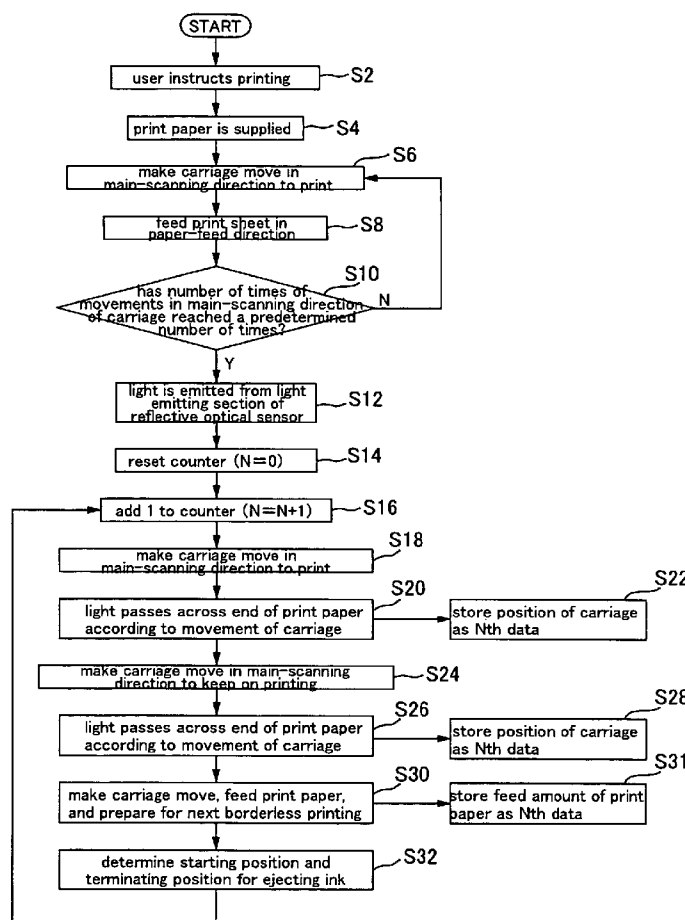 START
user instructs printing
S2
print paper is supplied
S4
make carriage move in
main-scanning direction to print
S6
feed print sheet in
paper-feed direction
S8
has number of times of
movements in main-scanning direction
of carriage reached a predetermined
number of times?
S10
N
Y
light is emitted from light
emitting section of
reflective optical sensor
S12
reset counter (N=0)
S14
add 1 to counter (N=N+1)
S16
make carriage move in
main-scanning direction to print
S18
light passes across end of print paper
according to movement of carriage
S20
store position of carriage
as Nth data
S22
make carriage move in main-scanning
direction to keep on printing
S24
light passes across end of print paper
according to movement of carriage
S26
store position of carriage
as Nth data
S28
make carriage move, feed print paper,
and prepare for next borderless printing
S30
store feed amount of print
paper as Nth data
S31
determine starting position and
terminating position for ejecting ink
S32